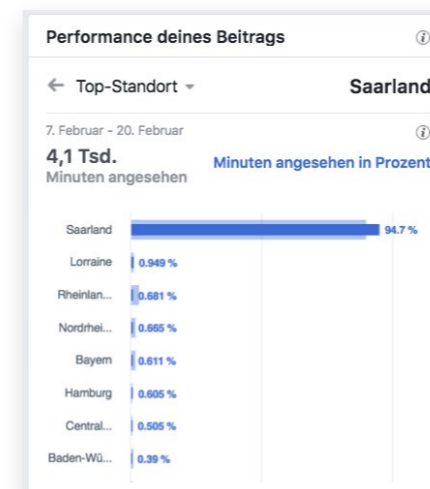 Performance deines Beitrags
Top-Standort
Saarland
7. Februar - 20. Februar
4,1 Tsd.
Minuten angesehen
Minuten angesehen in Prozent
Saarland 94.7 %
Lorraine 0.949 %
Rheinlan... 0.681 %
Nordrhei... 0.665 %
Bayern 0.611 %
Hamburg 0.605 %
Central... 0.505 %
Baden-Wü... 0.39 %